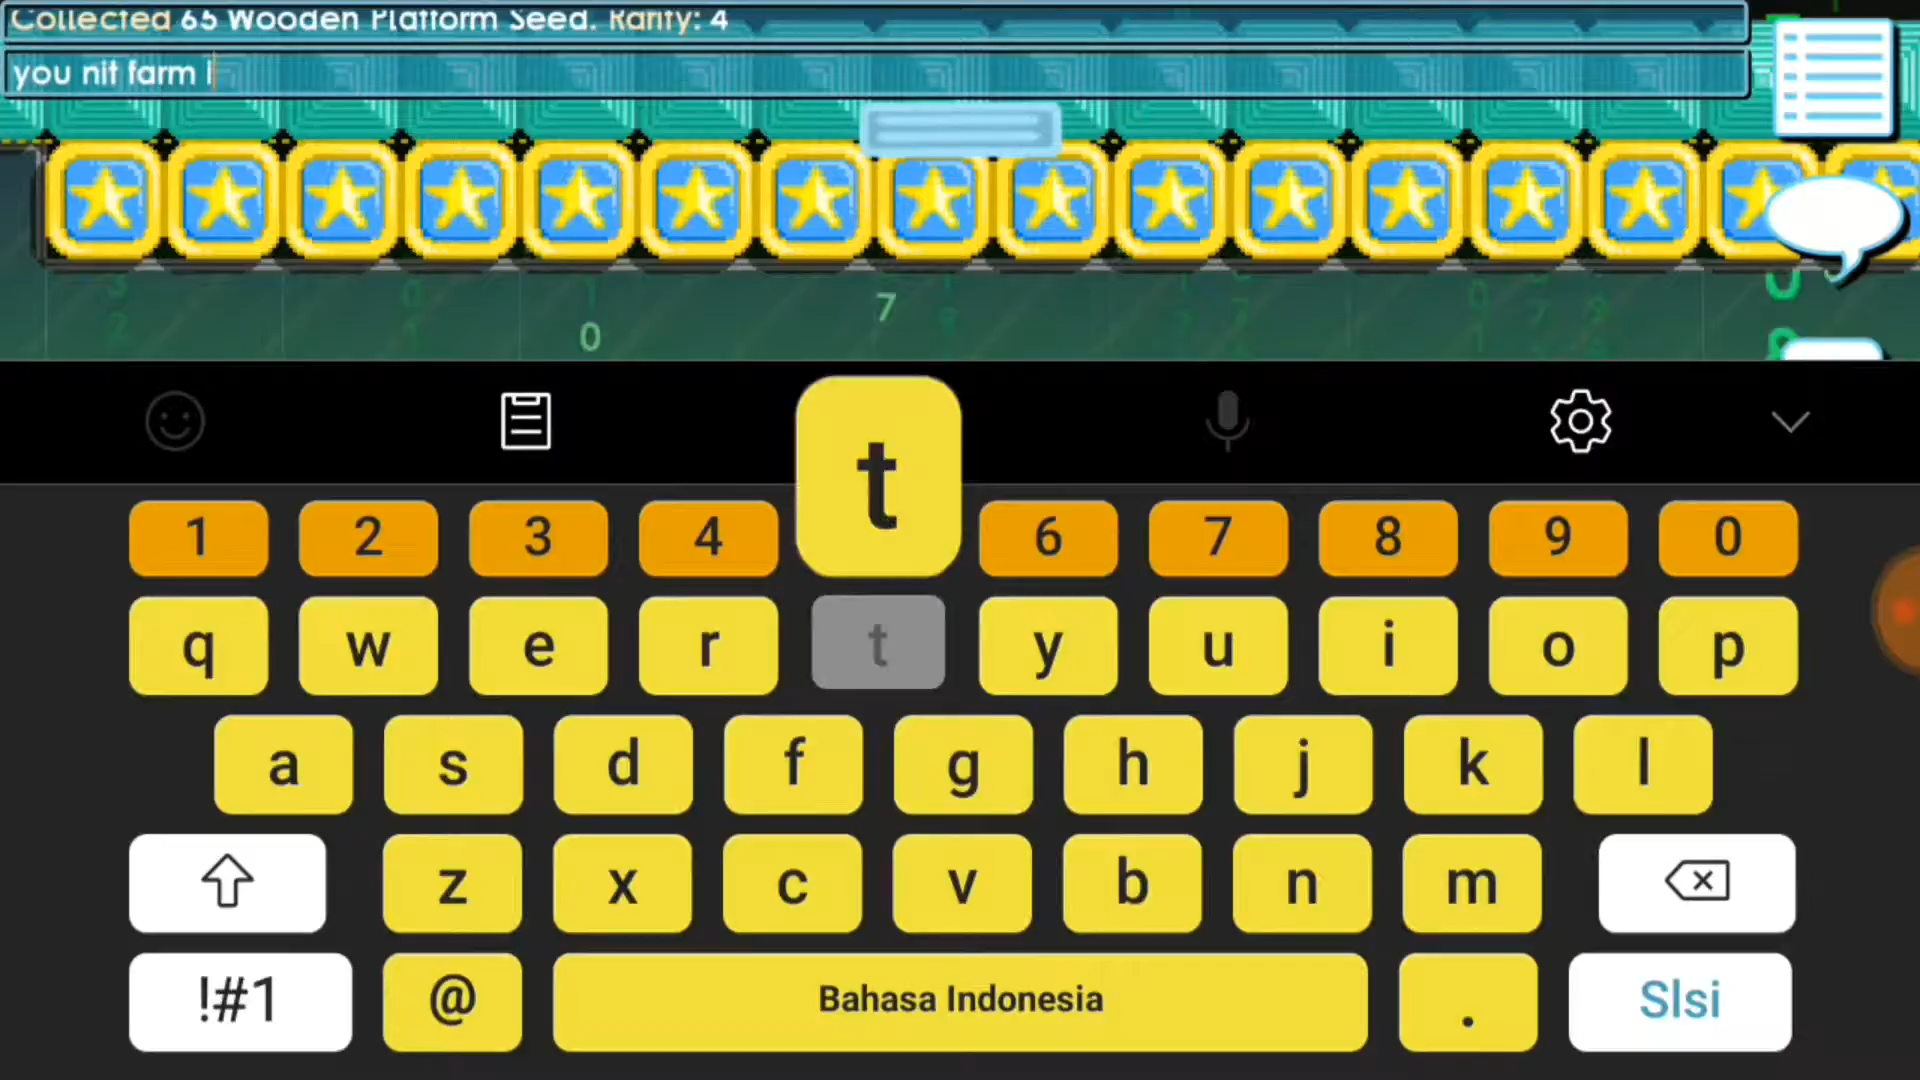 Collected 65 Wooden Platform Seed. Rarity: 4
you nit farm i
7
0
t
1 2 3 4 6 7 8 9 0
q w e r t y u i o p
a s d f g h j k l
z x c v b n m
!#1 @ Bahasa Indonesia . Slsi